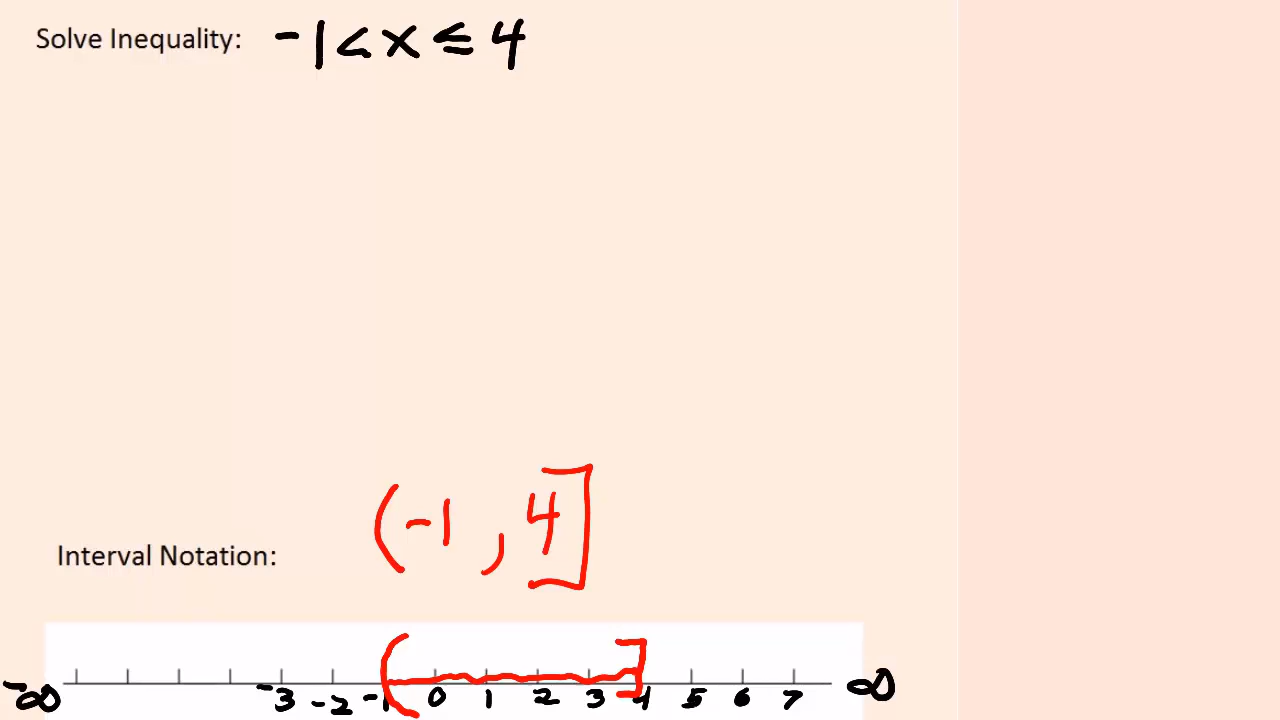 Solve Inequality: -1 < x ≤ 4
Interval Notation: (-1, 4]
-∞ -3 -2 -1 0 1 2 3 4 5 6 7 ∞